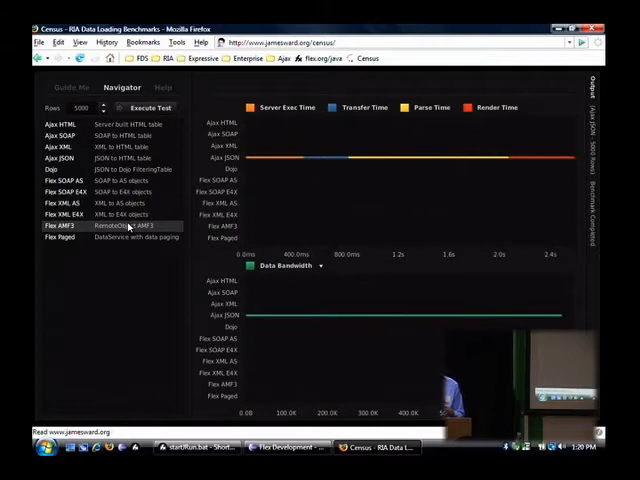 Census - RIA Data Loading Benchmarks - Mozilla Firefox
File Edit View History Bookmarks Tools Help
http://www.jamesward.org/census/
FDS RIA Expressive Enterprise Ajax flex.org/java Census
Guide Me Navigator Help
Rows 5000 Execute Test
Ajax HTML Server built HTML table
Ajax SOAP SOAP to HTML table
Ajax XML XML to HTML table
Ajax JSON JSON to HTML table
Dojo JSON to Dojo FilteringTable
Flex SOAP AS SOAP to AS objects
Flex SOAP E4X SOAP to E4X objects
Flex XML AS XML to AS objects
Flex XML E4X XML to E4X objects
Flex AMF3 RemoteObject AMF3
Flex Paged DataService with data paging
Server Exec Time Transfer Time Parse Time Render Time
Ajax HTML
Ajax SOAP
Ajax XML
Ajax JSON
Dojo
Flex SOAP AS
Flex SOAP E4X
Flex XML AS
Flex XML E4X
Flex AMF3
Flex Paged
0.0ms 400.0ms 800.0ms 1.2s 1.6s 2.0s 2.4s
Data Bandwidth
Ajax HTML
Ajax SOAP
Ajax XML
Ajax JSON
Dojo
Flex SOAP AS
Flex SOAP E4X
Flex XML AS
Flex XML E4X
Flex AMF3
Flex Paged
0.00 100.0K 200.0K 300.0K 400.0K
Output (Ajax JSON - 5000 Rows) Benchmark Completed
Read www.jamesward.org
start/Run.bat - Short... Flex Development - ... Census - RIA Data L... 1:20 PM